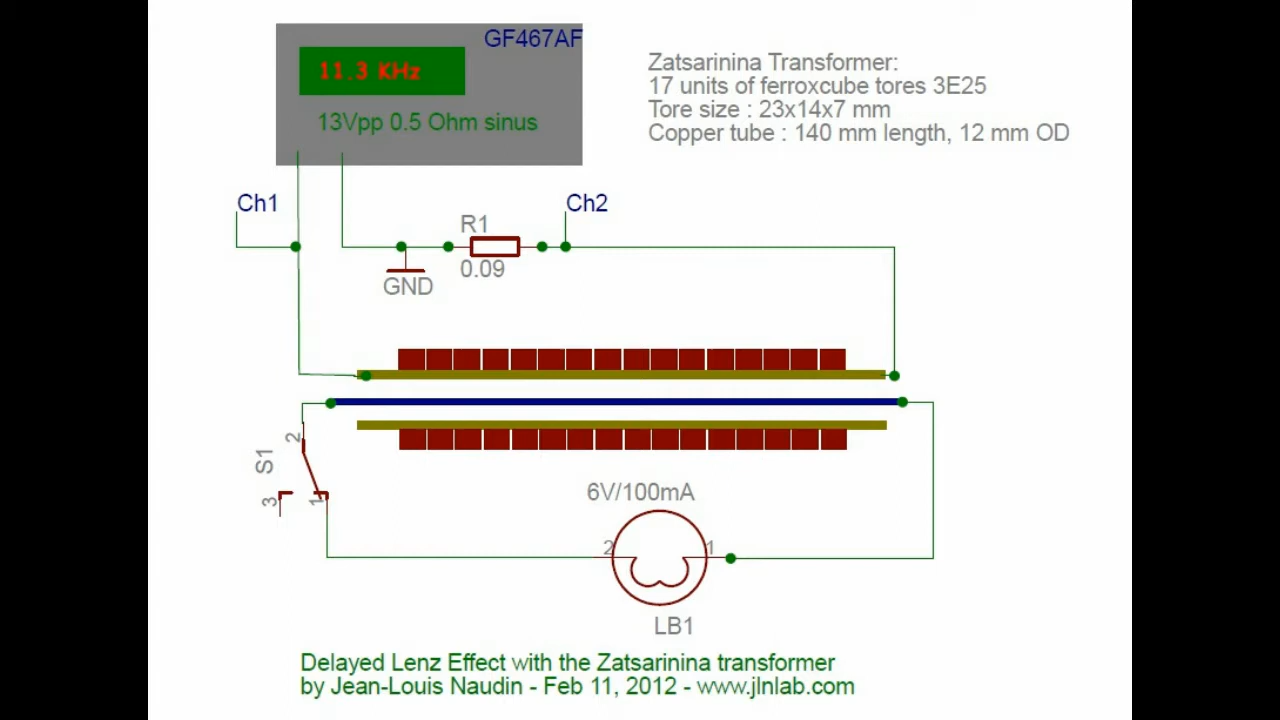 GF467AF
11.3 KHz
13Vpp 0.5 Ohm sinus
Zatsarinina Transformer:
17 units of ferroxcube tores 3E25
Tore size : 23x14x7 mm
Copper tube : 140 mm length, 12 mm OD
Ch1
R1
Ch2
0.09
GND
2
S1
3
1
6V/100mA
2
1
LB1
Delayed Lenz Effect with the Zatsarinina transformer
by Jean-Louis Naudin - Feb 11, 2012 - www.jlnlab.com